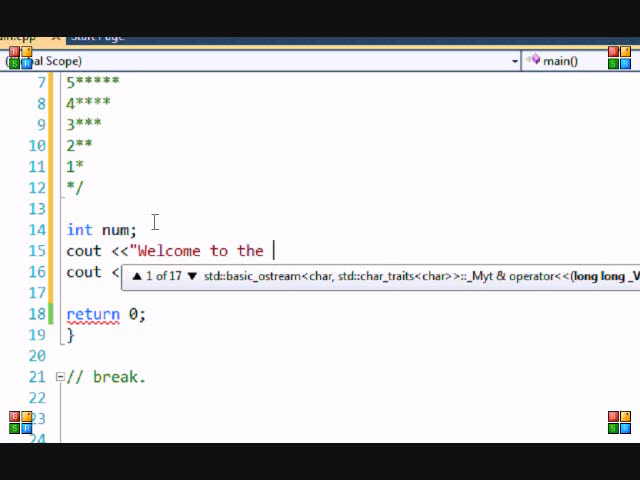 main.cpp Start Page
(Global Scope) main()
7 5*****
8 4****
9 3***
10 2**
11 1*
12 */
13
14 int num;
15 cout <<"Welcome to the
16 cout <
1 of 17 std::basic_ostream<char, std::char_traits<char>>::_Myt & operator<<(long long _V
17
18 return 0;
19 }
20
21 // break.
22
23
24